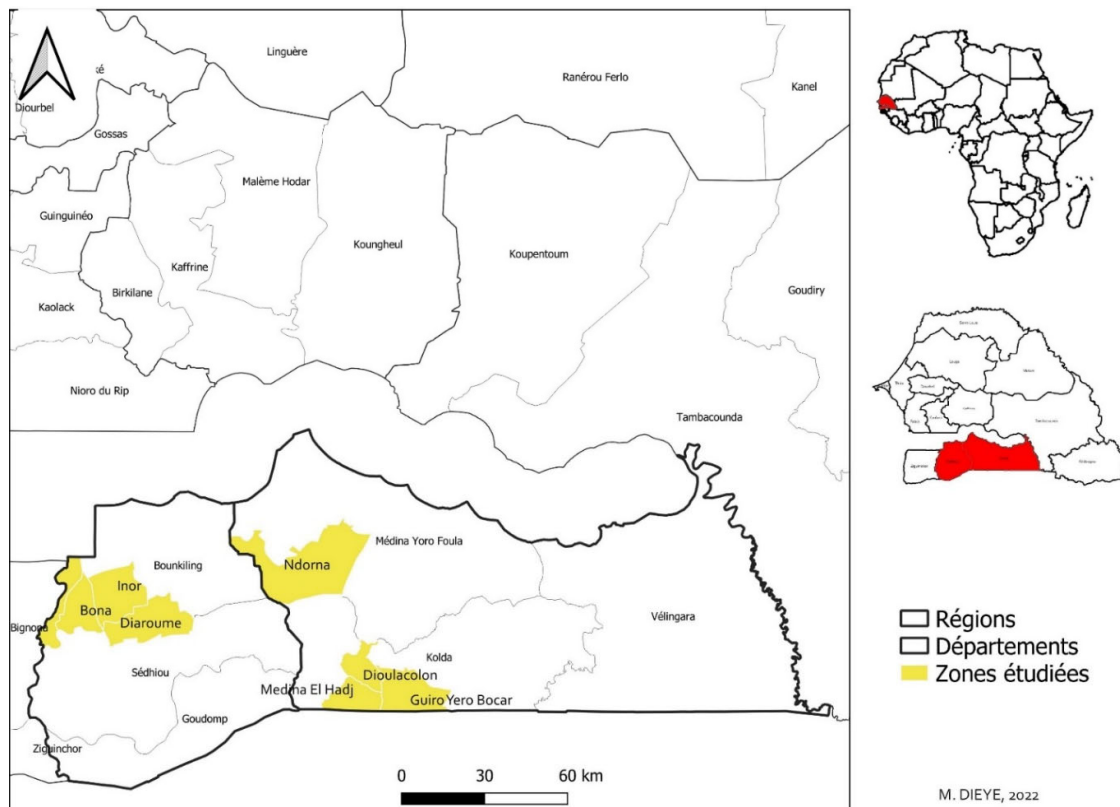 Linguère
Ranérou Ferlo
Kanel
ké
Diourbel
Gossas
Malème Hodar
Guinguinéo
Koungheul
Koupentoum
Kaffrine
Goudiry
Birkilane
Kaolack
Nioro du Rip
Tambacounda
Médina Yoro Foula
Ndorna
Bounkiling
Inor
Bona
Vélingara
Diaroume
Bignona
Kolda
Sédhiou
Dioulacolon
Medina El Hadj
Guiro Yero Bocar
Goudomp
Ziguinchor
0 30 60 km
Régions
Départements
Zones étudiées
M. DIEYE, 2022